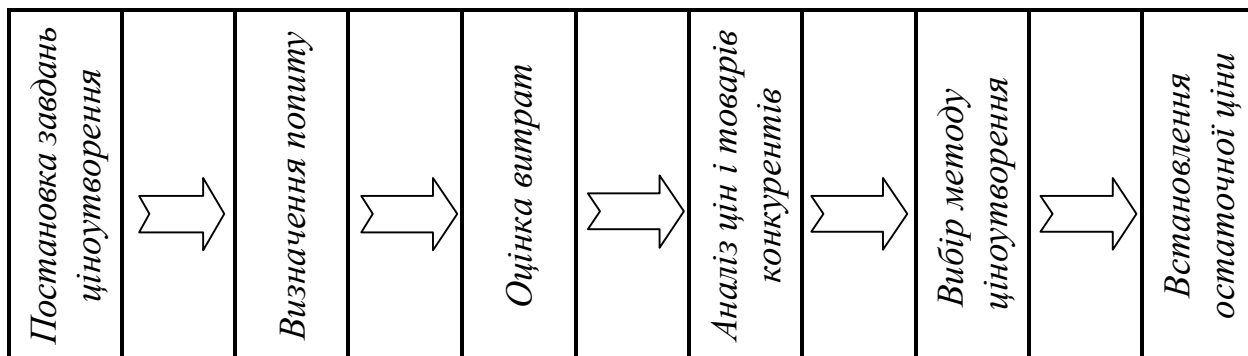 Постановка завдань
ціноутворення
Визначення попиту
Оцінка витрат
Аналіз цін і товарів
конкурентів
Вибір методу
ціноутворення
Встановлення
остаточної ціни